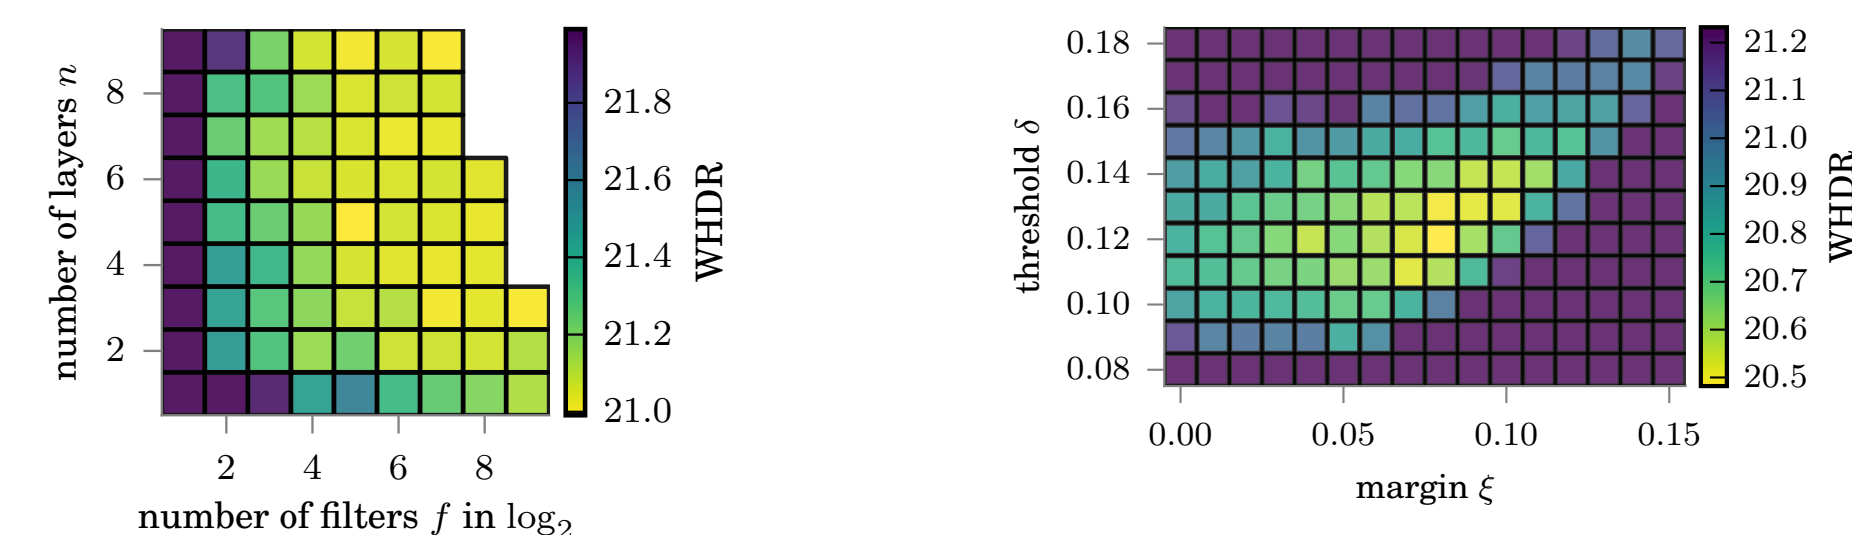 number of layers n
8
6
4
2
2 4 6 8
number of filters f in log₂
21.8
21.6
21.4
21.2
21.0
WHDR
threshold δ
0.18
0.16
0.14
0.12
0.10
0.08
0.00 0.05 0.10 0.15
margin ξ
21.2
21.1
21.0
20.9
20.8
20.7
20.6
20.5
WHDR